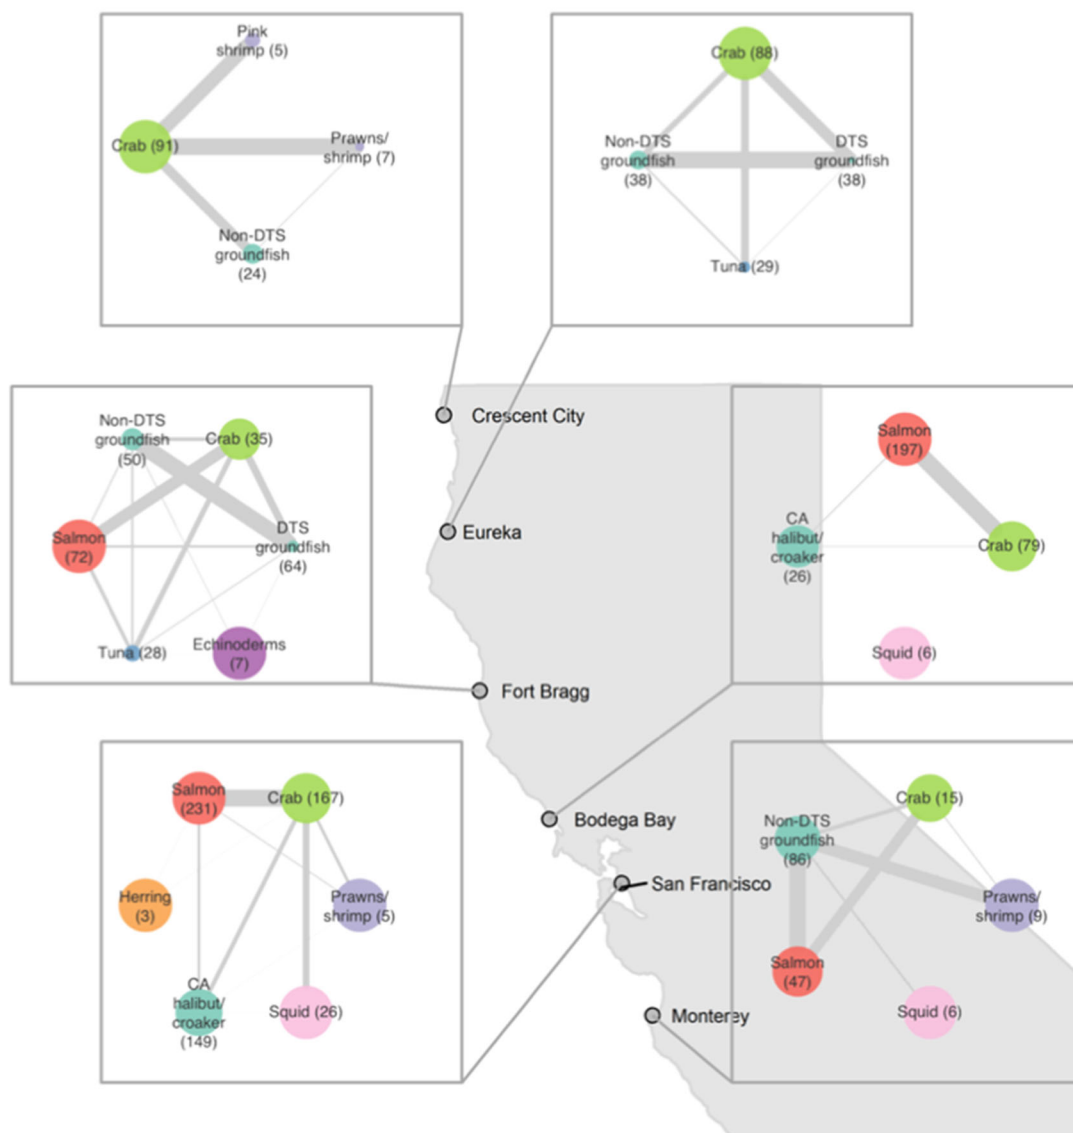 Pink
shrimp (5)
Crab (91)
Prawns/
shrimp (7)
Non-DTS
groundfish
(24)
Crab (88)
Non-DTS
groundfish
(38)
DTS
groundfish
(38)
Tuna (29)
Non-DTS
groundfish
(50)
Crab (35)
Salmon
(72)
DTS
groundfish
(64)
Tuna (28)
Echinoderms
(7)
Crescent City
Eureka
Fort Bragg
Bodega Bay
San Francisco
Monterey
Salmon
(197)
CA
halibut/
croaker
(26)
Crab (79)
Squid (6)
Salmon
(231)
Crab (167)
Herring
(3)
Prawns/
shrimp (5)
CA
halibut/
croaker
(149)
Squid (26)
Crab (15)
Non-DTS
groundfish
(86)
Prawns/
shrimp (9)
Salmon
(47)
Squid (6)